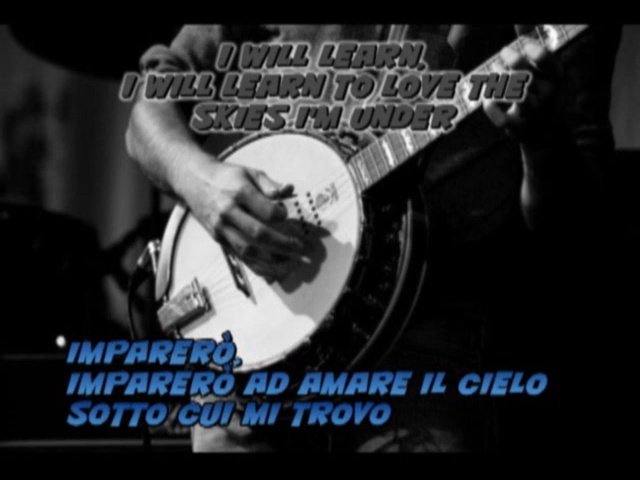 I WILL LEARN,
I WILL LEARN TO LOVE THE
SKIES I'M UNDER
IMPARERÒ,
IMPARERÒ AD AMARE IL CIELO
SOTTO CUI MI TROVO